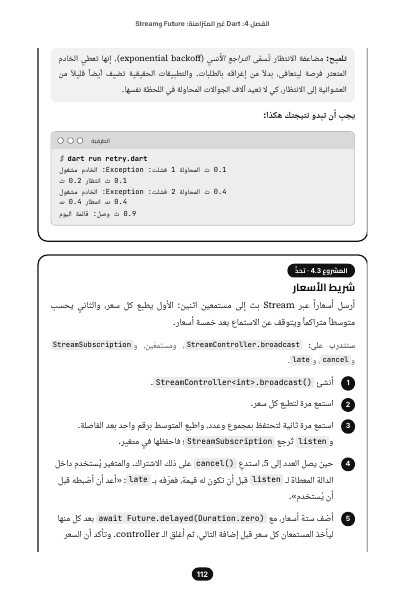 الفصل 4: Dart غير المتزامنة: Future وStream
تلميح: مضاعفة الانتظار تُسمّى التراجع الأُسّي (exponential backoff). إنها تعطي الخادم
المتعثر فرصة ليتعافى، بدلاً من إغراقه بالطلبات. والتطبيقات الحقيقية تضيف أيضاً قليلاً من
العشوائية إلى الانتظار، كي لا تعيد آلاف الجوالات المحاولة في اللحظة نفسها.
يجب أن تبدو نتيجتك هكذا:
الطرفية
$ dart run retry.dart
0.1 ث المحاولة 1 فشلت: Exception: الخادم مشغول
0.1 ث انتظار 0.2 ث
0.4 ث المحاولة 2 فشلت: Exception: الخادم مشغول
0.4 ث انتظار 0.4 ث
0.9 ث وصل: قائمة اليوم
المشروع 4.3 · تحدٍّ
شريط الأسعار
أرسل أسعاراً عبر Stream بث إلى مستمعين اثنين: الأول يطبع كل سعر، والثاني يحسب
متوسطاً متراكماً ويتوقف عن الاستماع بعد خمسة أسعار.
ستتدرب على: StreamController.broadcast، ومستمعَين، وStreamSubscription
وcancel، وlate.
1 أنشئ StreamController<int>.broadcast().
2 استمع مرة لتطبع كل سعر.
3 استمع مرة ثانية لتحتفظ بمجموع وعدد، واطبع المتوسط برقم واحد بعد الفاصلة.
وlisten تُرجع StreamSubscription؛ فاحفظها في متغير.
4 حين يصل العدد إلى 5، استدعِ cancel() على ذلك الاشتراك. والمتغير يُستخدم داخل
الدالة المعطاة لـ listen قبل أن تكون له قيمة، فعرّفه بـ late: «أعد أن أضبطه قبل
أن يُستخدم».
5 أضف ستة أسعار، مع await Future.delayed(Duration.zero) بعد كل منها
ليأخذ المستمعان كل سعر قبل إضافة التالي، ثم أغلق الـ controller. وتأكد أن السعر
112